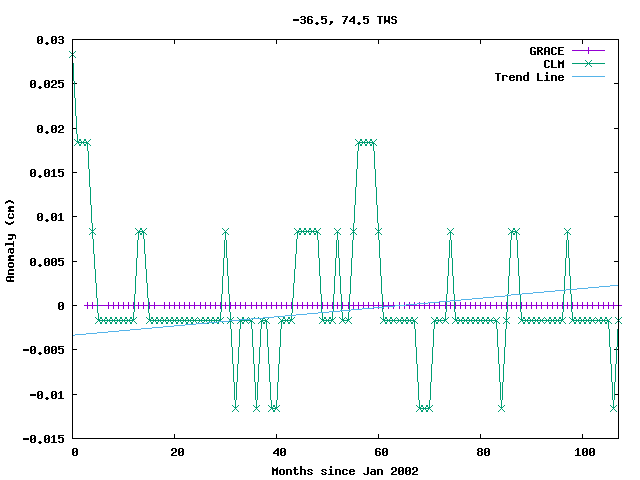 -36.5, 74.5 TWS
GRACE
CLM
Trend Line
0.03
0.025
0.02
0.015
0.01
0.005
0
-0.005
-0.01
-0.015
Anomaly (cm)
0 20 40 60 80 100
Months since Jan 2002